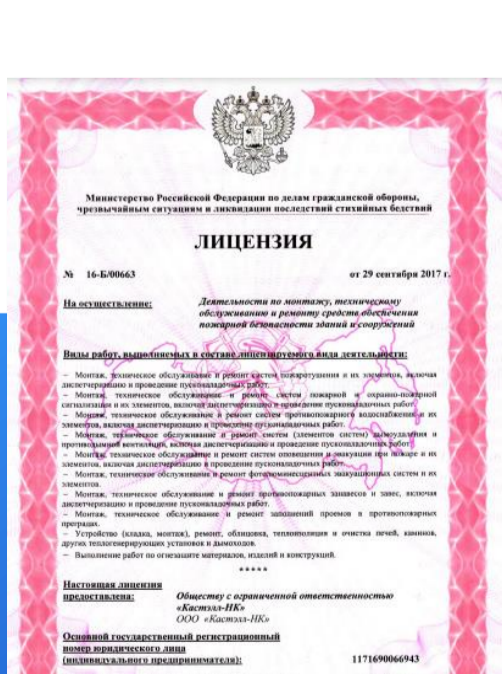 Министерство Российской Федерации по делам гражданской обороны,
чрезвычайным ситуациям и ликвидации последствий стихийных бедствий
ЛИЦЕНЗИЯ
№ 16-Б/00663 от 29 сентября 2017 г.
На осуществление: Деятельности по монтажу, техническому
обслуживанию и ремонту средств обеспечения
пожарной безопасности зданий и сооружений
Виды работ, выполняемых в составе лицензируемого вида деятельности:
– Монтаж, техническое обслуживание и ремонт систем пожаротушения и их элементов, включая
диспетчеризацию и проведение пусконаладочных работ.
– Монтаж, техническое обслуживание и ремонт систем пожарной и охранно-пожарной
сигнализации и их элементов, включая диспетчеризацию и проведение пусконаладочных работ.
– Монтаж, техническое обслуживание и ремонт систем противопожарного водоснабжения и их
элементов, включая диспетчеризацию и проведение пусконаладочных работ.
– Монтаж, техническое обслуживание и ремонт систем (элементов систем) дымоудаления и
противодымной вентиляции, включая диспетчеризацию и проведение пусконаладочных работ.
– Монтаж, техническое обслуживание и ремонт систем оповещения и эвакуации при пожаре и их
элементов, включая диспетчеризацию и проведение пусконаладочных работ.
– Монтаж, техническое обслуживание и ремонт фотолюминесцентных эвакуационных систем и их
элементов.
– Монтаж, техническое обслуживание и ремонт противопожарных занавесов и завес, включая
диспетчеризацию и проведение пусконаладочных работ.
– Монтаж, техническое обслуживание и ремонт заполнений проемов в противопожарных
преградах.
– Устройство (кладка, монтаж), ремонт, облицовка, теплоизоляция и очистка печей, каминов,
других теплогенерирующих установок и дымоходов.
– Выполнение работ по огнезащите материалов, изделий и конструкций.
*****
Настоящая лицензия
предоставлена: Обществу с ограниченной ответственностью
«Кастэлл-НК»
ООО «Кастэлл-НК»
Основной государственный регистрационный
номер юридического лица
(индивидуального предпринимателя): 1171690066943